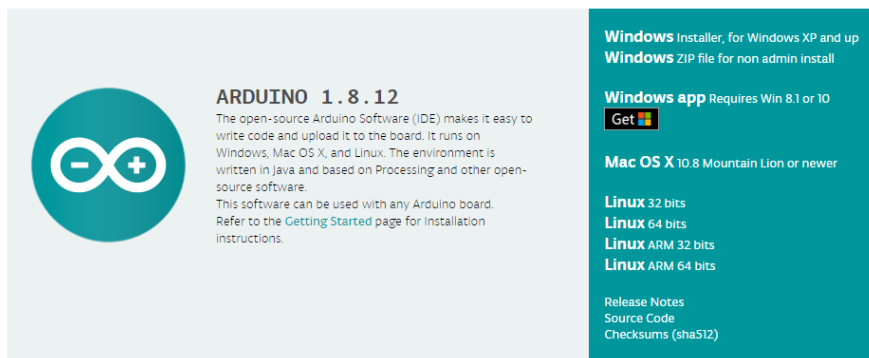 ARDUINO 1.8.12
The open-source Arduino Software (IDE) makes it easy to
write code and upload it to the board. It runs on
Windows, Mac OS X, and Linux. The environment is
written in Java and based on Processing and other open-
source software.
This software can be used with any Arduino board.
Refer to the Getting Started page for Installation
instructions.
Windows Installer, for Windows XP and up
Windows ZIP file for non admin install
Windows app Requires Win 8.1 or 10
Get
Mac OS X 10.8 Mountain Lion or newer
Linux 32 bits
Linux 64 bits
Linux ARM 32 bits
Linux ARM 64 bits
Release Notes
Source Code
Checksums (sha512)